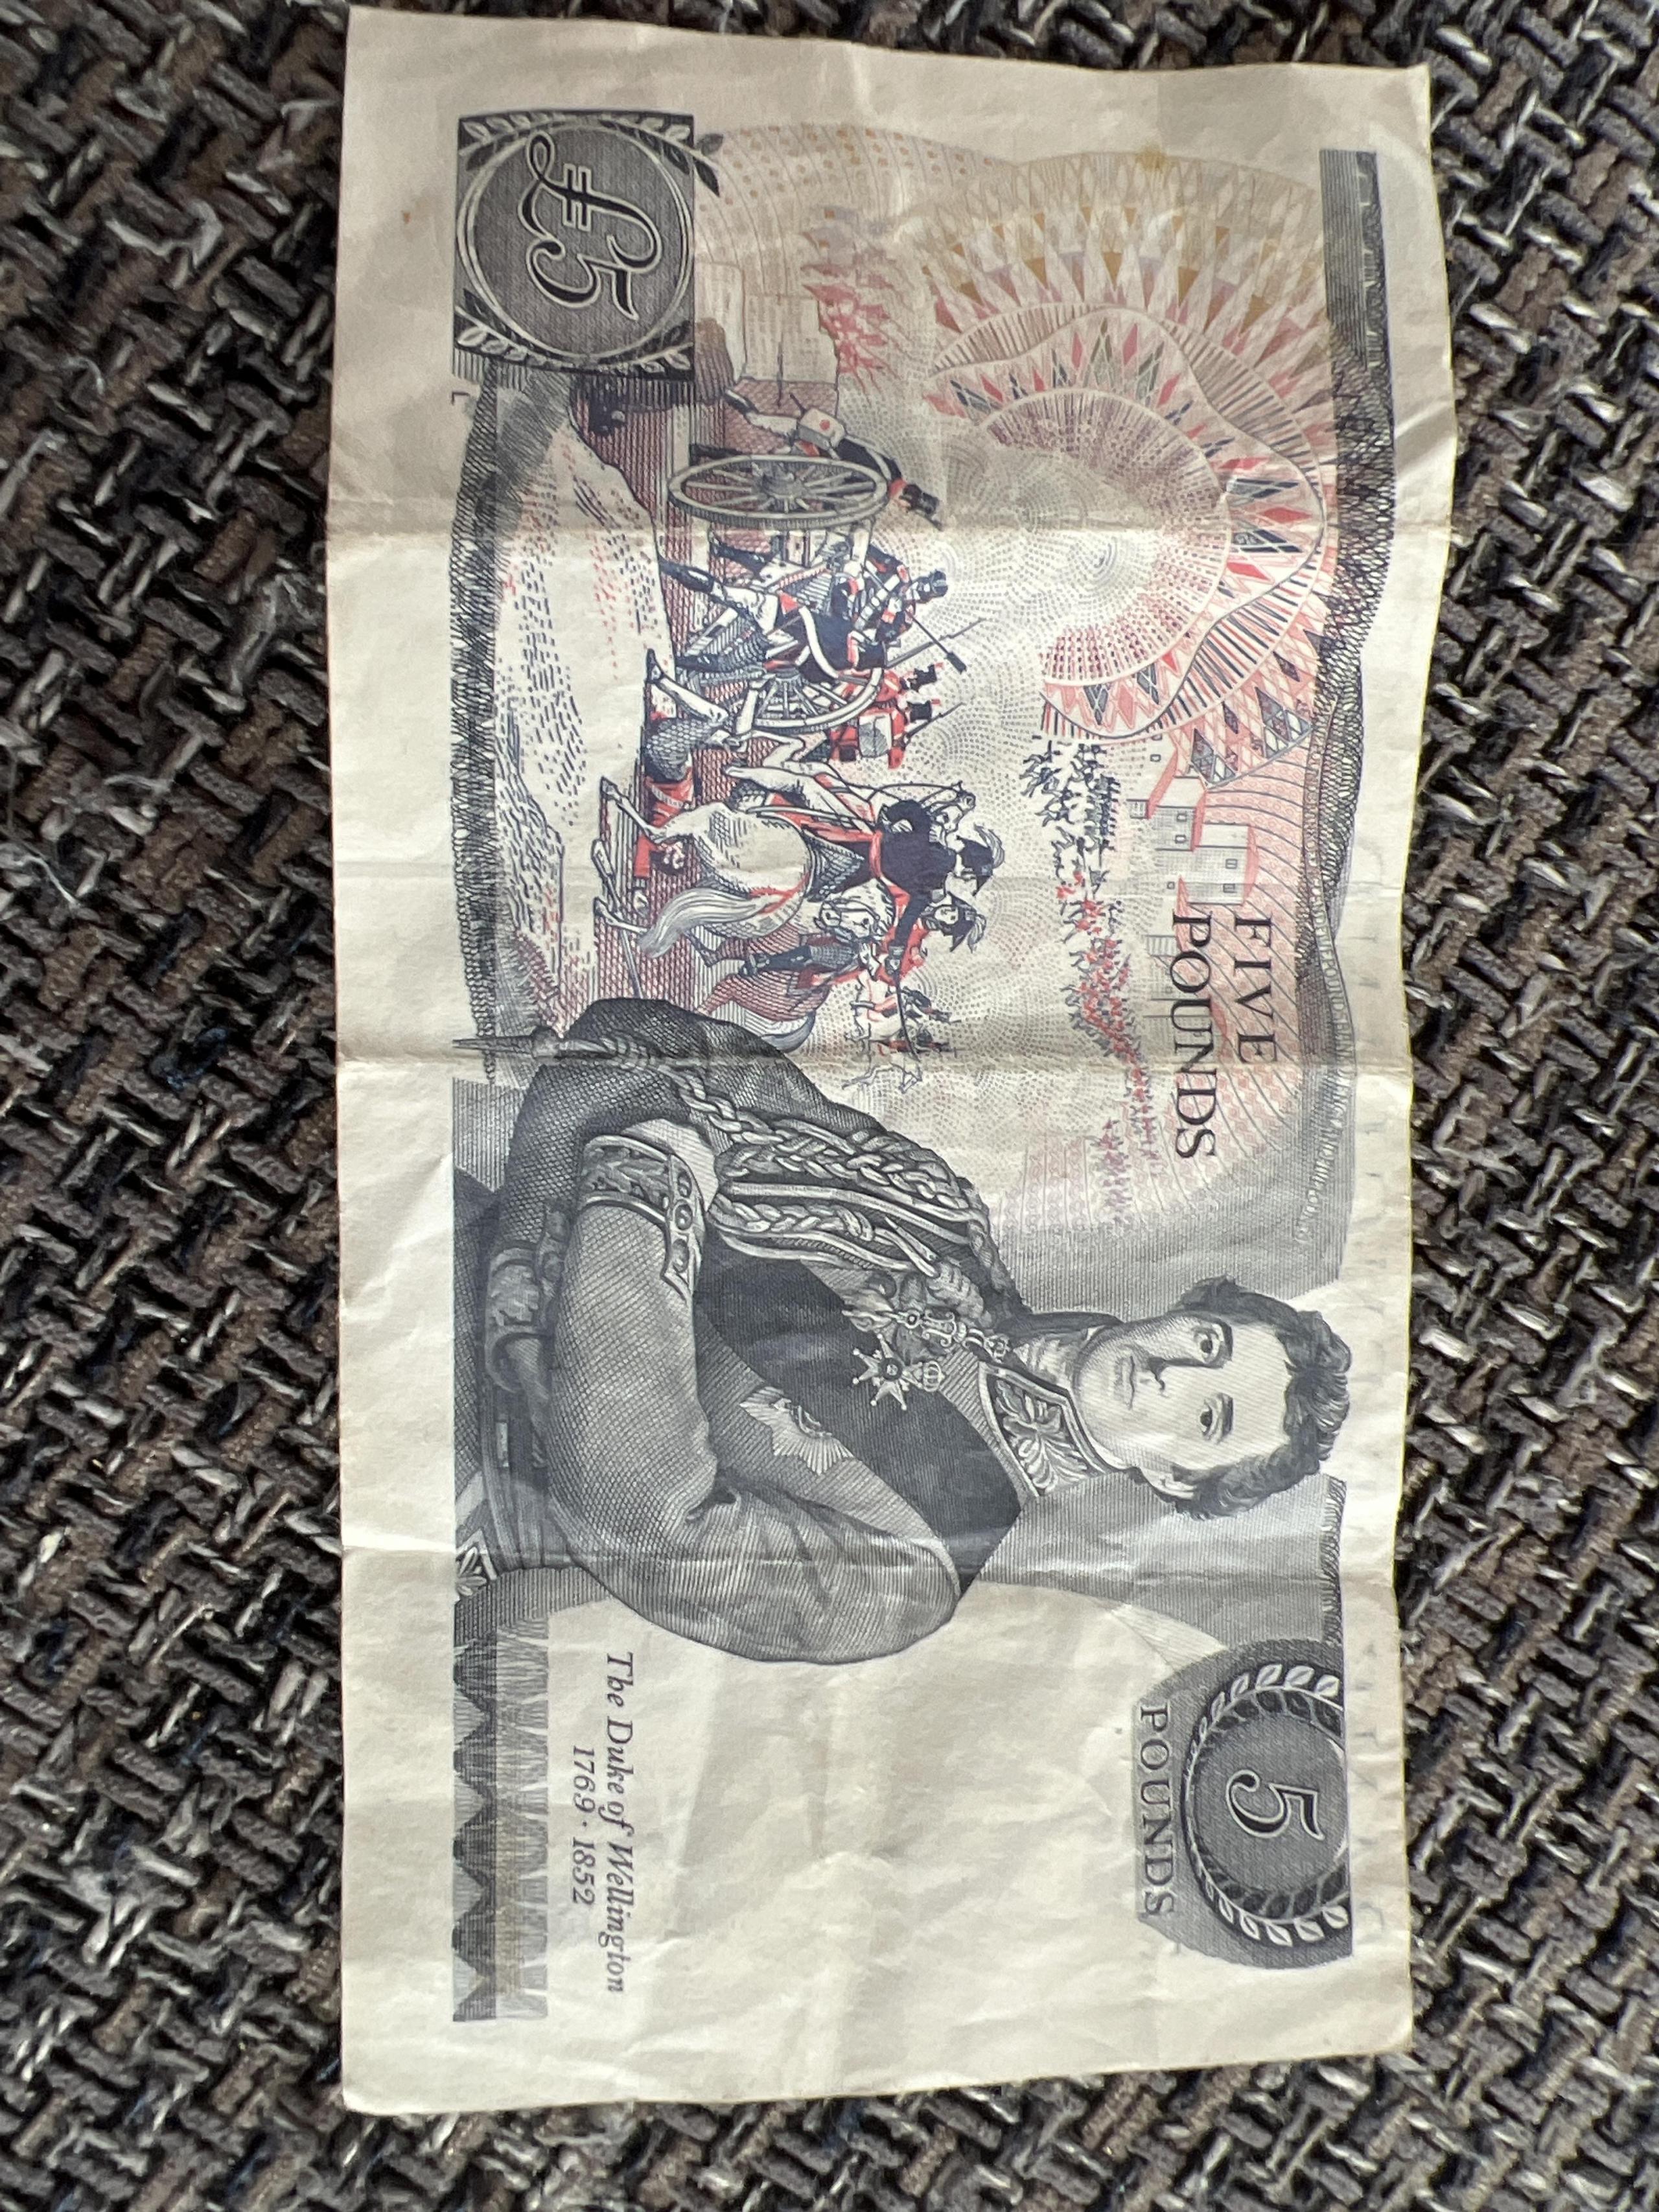 £5
FIVE
POUNDS
5
POUNDS
The Duke of Wellington
1769 · 1852
L